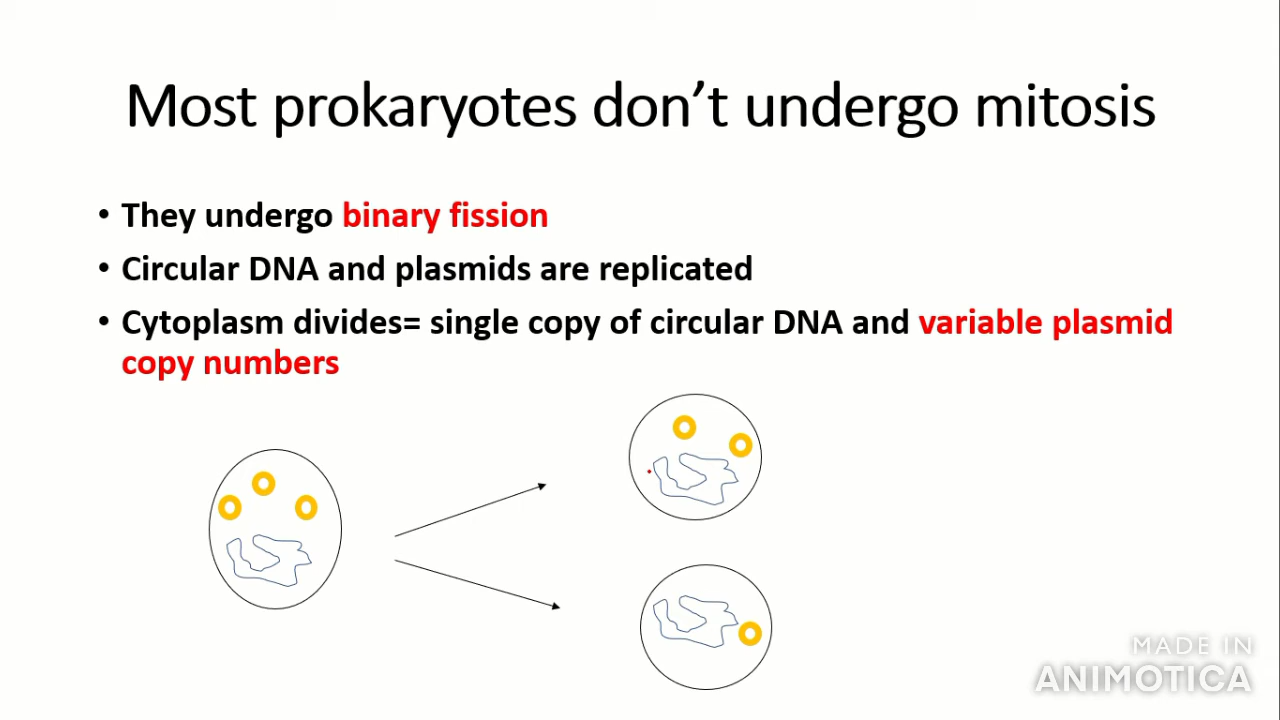 Most prokaryotes don’t undergo mitosis
• They undergo binary fission
• Circular DNA and plasmids are replicated
• Cytoplasm divides= single copy of circular DNA and variable plasmid
copy numbers
MADE IN
ANIMOTICA